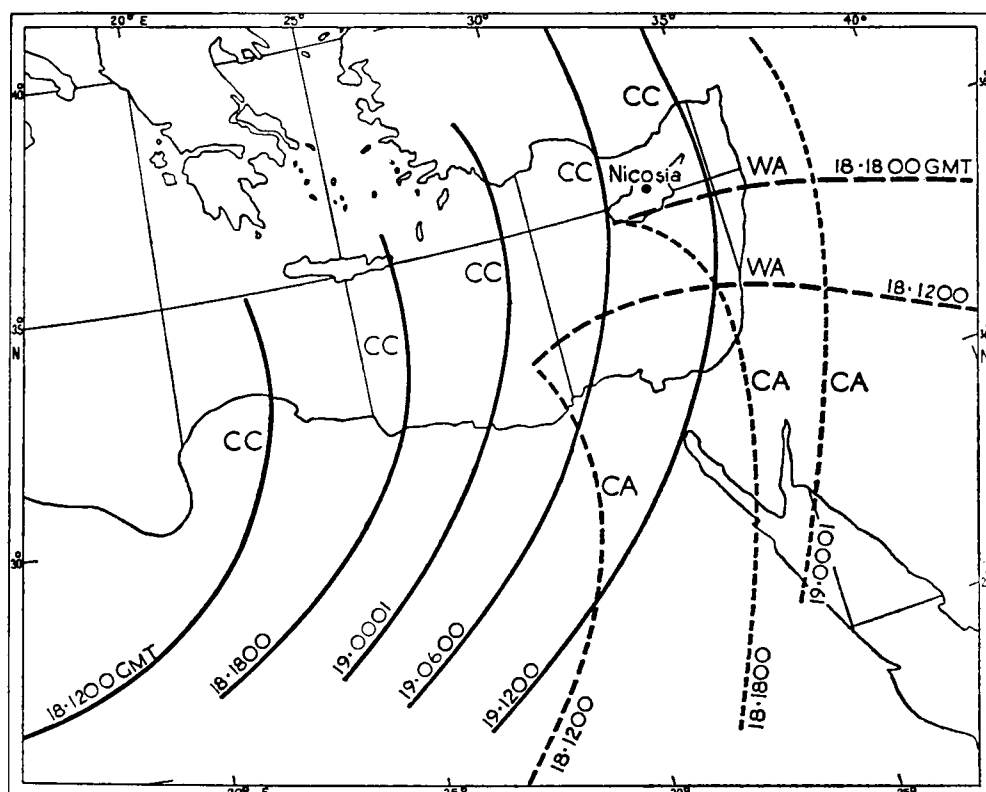 20° E
25°
30°
35°
40°
CC
40°
CC
WA
18·1800 GMT
Nicosia
CC
WA
18·1200
35°
N
N
CC
CA
CA
CC
CA
30°
19·0001
18·1200 GMT
18·1800
19·0001
19·0600
19·1200
18·1200
18·1800
20° E
25°
30°
35°